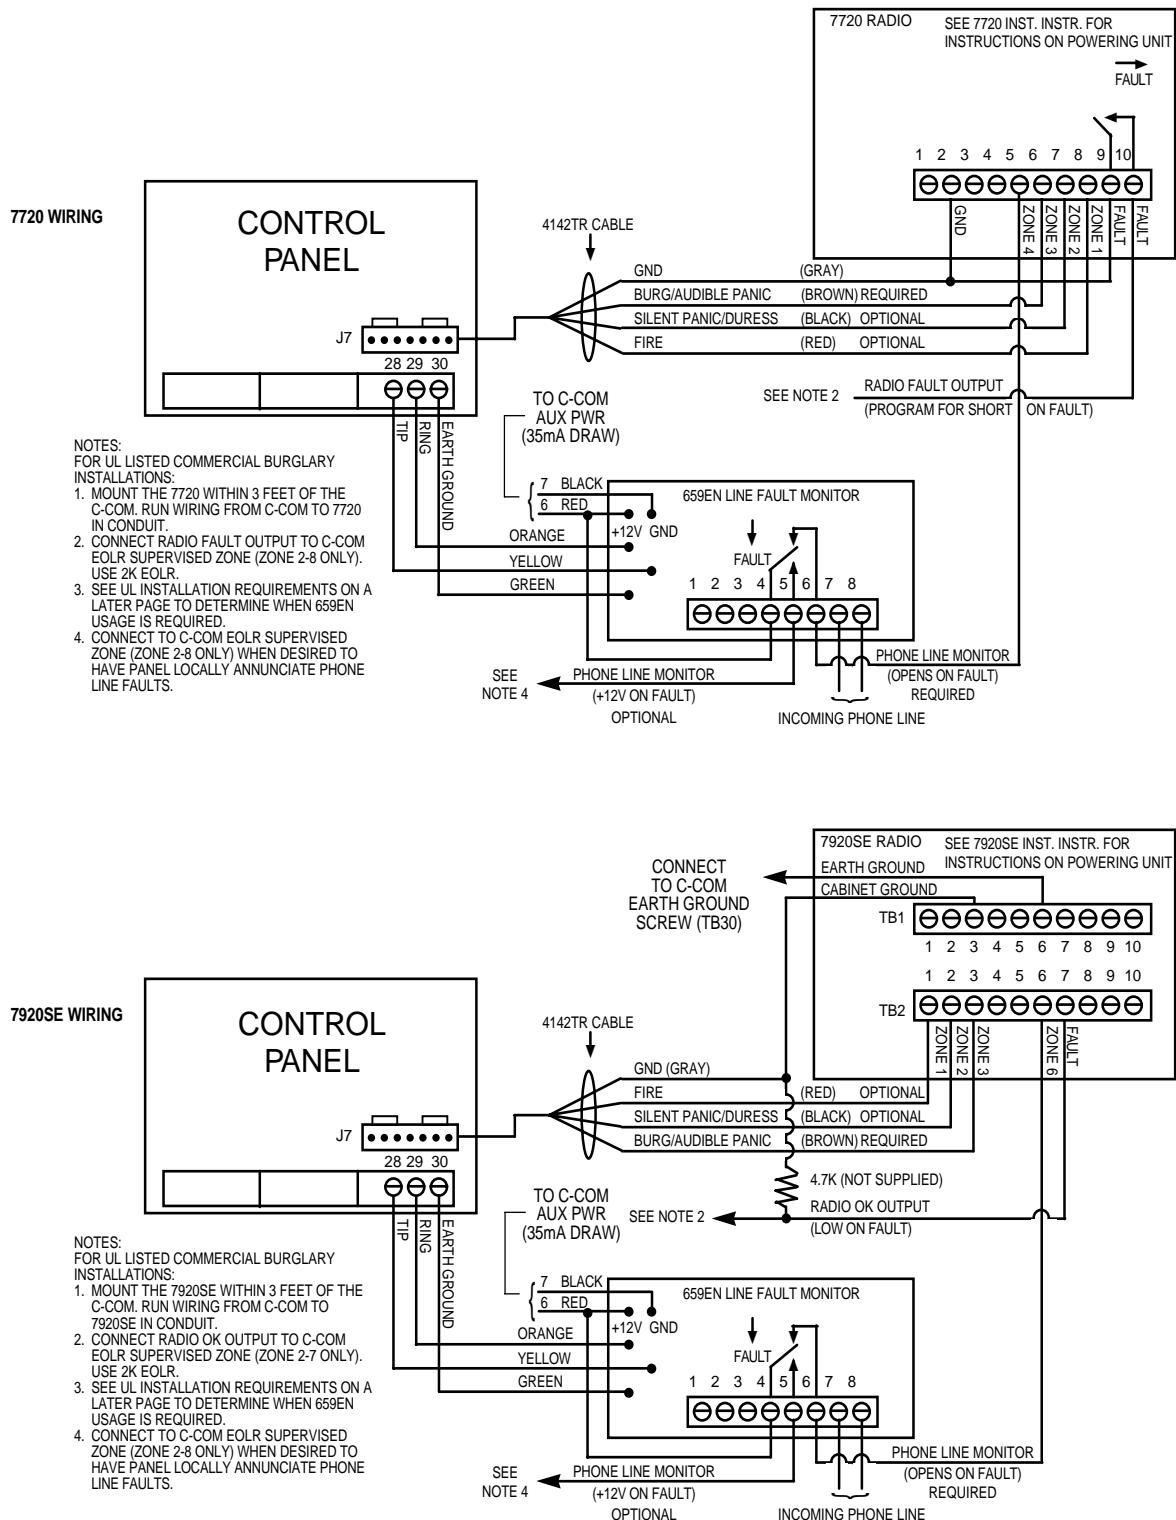 7720 RADIO
SEE 7720 INST. INSTR. FOR
INSTRUCTIONS ON POWERING UNIT
FAULT
1 2 3 4 5 6 7 8 9 10
GND
ZONE 4
ZONE 3
ZONE 2
ZONE 1
FAULT
FAULT
7720 WIRING
CONTROL
PANEL
J7
28 29 30
TIP
RING
EARTH GROUND
4142TR CABLE
GND (GRAY)
BURG/AUDIBLE PANIC (BROWN) REQUIRED
SILENT PANIC/DURESS (BLACK) OPTIONAL
FIRE (RED) OPTIONAL
SEE NOTE 2
RADIO FAULT OUTPUT
(PROGRAM FOR SHORT ON FAULT)
TO C-COM
AUX PWR
(35mA DRAW)
7 BLACK
6 RED
ORANGE
YELLOW
GREEN
659EN LINE FAULT MONITOR
+12V GND
FAULT
1 2 3 4 5 6 7 8
SEE
NOTE 4
PHONE LINE MONITOR
(+12V ON FAULT)
OPTIONAL
PHONE LINE MONITOR
(OPENS ON FAULT)
REQUIRED
INCOMING PHONE LINE
NOTES:
FOR UL LISTED COMMERCIAL BURGLARY
INSTALLATIONS:
1. MOUNT THE 7720 WITHIN 3 FEET OF THE
C-COM. RUN WIRING FROM C-COM TO 7720
IN CONDUIT.
2. CONNECT RADIO FAULT OUTPUT TO C-COM
EOLR SUPERVISED ZONE (ZONE 2-8 ONLY).
USE 2K EOLR.
3. SEE UL INSTALLATION REQUIREMENTS ON A
LATER PAGE TO DETERMINE WHEN 659EN
USAGE IS REQUIRED.
4. CONNECT TO C-COM EOLR SUPERVISED
ZONE (ZONE 2-8 ONLY) WHEN DESIRED TO
HAVE PANEL LOCALLY ANNUNCIATE PHONE
LINE FAULTS.
7920SE RADIO
SEE 7920SE INST. INSTR. FOR
INSTRUCTIONS ON POWERING UNIT
EARTH GROUND
CABINET GROUND
CONNECT
TO C-COM
EARTH GROUND
SCREW (TB30)
TB1
1 2 3 4 5 6 7 8 9 10
1 2 3 4 5 6 7 8 9 10
TB2
ZONE 1
ZONE 2
ZONE 3
ZONE 6
FAULT
7920SE WIRING
CONTROL
PANEL
J7
28 29 30
TIP
RING
EARTH GROUND
4142TR CABLE
GND (GRAY)
FIRE (RED) OPTIONAL
SILENT PANIC/DURESS (BLACK) OPTIONAL
BURG/AUDIBLE PANIC (BROWN) REQUIRED
4.7K (NOT SUPPLIED)
SEE NOTE 2
RADIO OK OUTPUT
(LOW ON FAULT)
TO C-COM
AUX PWR
(35mA DRAW)
7 BLACK
6 RED
ORANGE
YELLOW
GREEN
659EN LINE FAULT MONITOR
+12V GND
FAULT
1 2 3 4 5 6 7 8
SEE
NOTE 4
PHONE LINE MONITOR
(+12V ON FAULT)
OPTIONAL
PHONE LINE MONITOR
(OPENS ON FAULT)
REQUIRED
INCOMING PHONE LINE
NOTES:
FOR UL LISTED COMMERCIAL BURGLARY
INSTALLATIONS:
1. MOUNT THE 7920SE WITHIN 3 FEET OF THE
C-COM. RUN WIRING FROM C-COM TO
7920SE IN CONDUIT.
2. CONNECT RADIO OK OUTPUT TO C-COM
EOLR SUPERVISED ZONE (ZONE 2-7 ONLY).
USE 2K EOLR.
3. SEE UL INSTALLATION REQUIREMENTS ON A
LATER PAGE TO DETERMINE WHEN 659EN
USAGE IS REQUIRED.
4. CONNECT TO C-COM EOLR SUPERVISED
ZONE (ZONE 2-8 ONLY) WHEN DESIRED TO
HAVE PANEL LOCALLY ANNUNCIATE PHONE
LINE FAULTS.